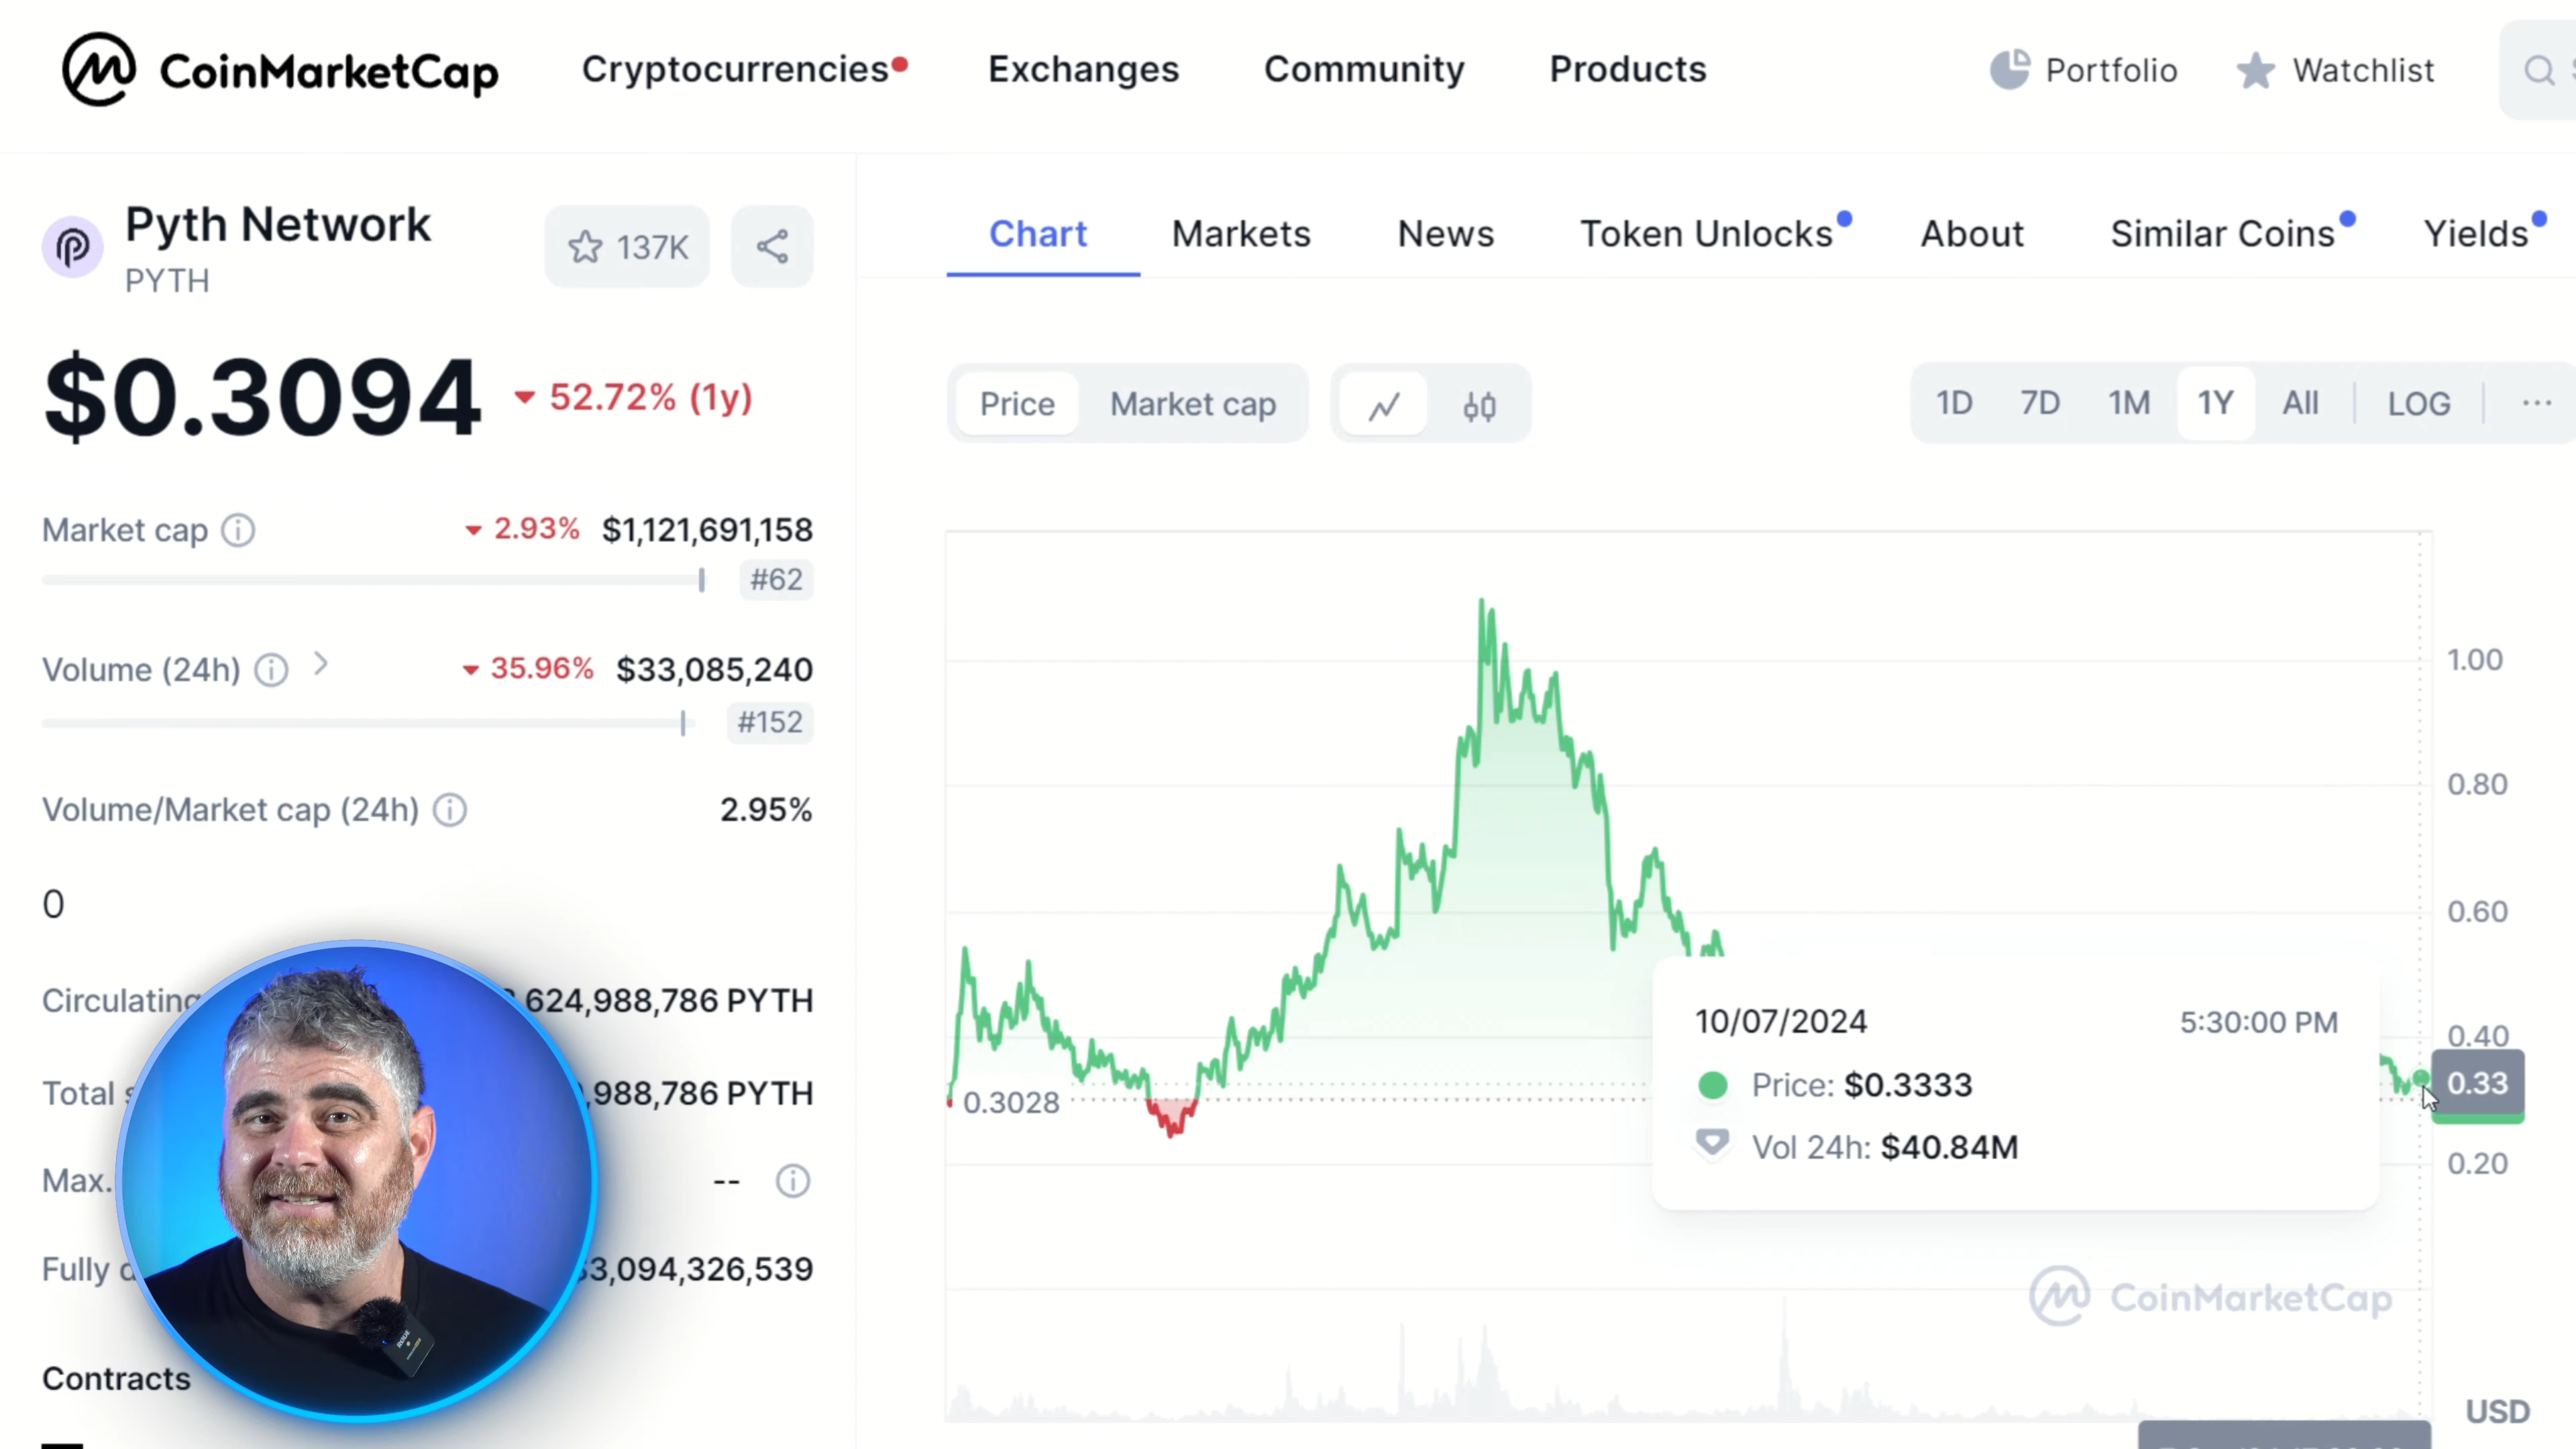 CoinMarketCap
Cryptocurrencies Exchanges Community Products
Portfolio Watchlist
Pyth Network
PYTH
137K
$0.3094 52.72% (1y)
Market cap 2.93% $1,121,691,158
#62
Volume (24h) 35.96% $33,085,240
#152
Volume/Market cap (24h) 2.95%
0
624,988,786 PYTH
Total ,988,786 PYTH
Max. --
Fully 3,094,326,539
Contracts
Chart Markets News Token Unlocks About Similar Coins Yields
Price Market cap
1D 7D 1M 1Y All LOG ...
1.00
0.80
0.60
0.40
0.33
0.20
0.3028
10/07/2024 5:30:00 PM
Price: $0.3333
Vol 24h: $40.84M
CoinMarketCap
USD